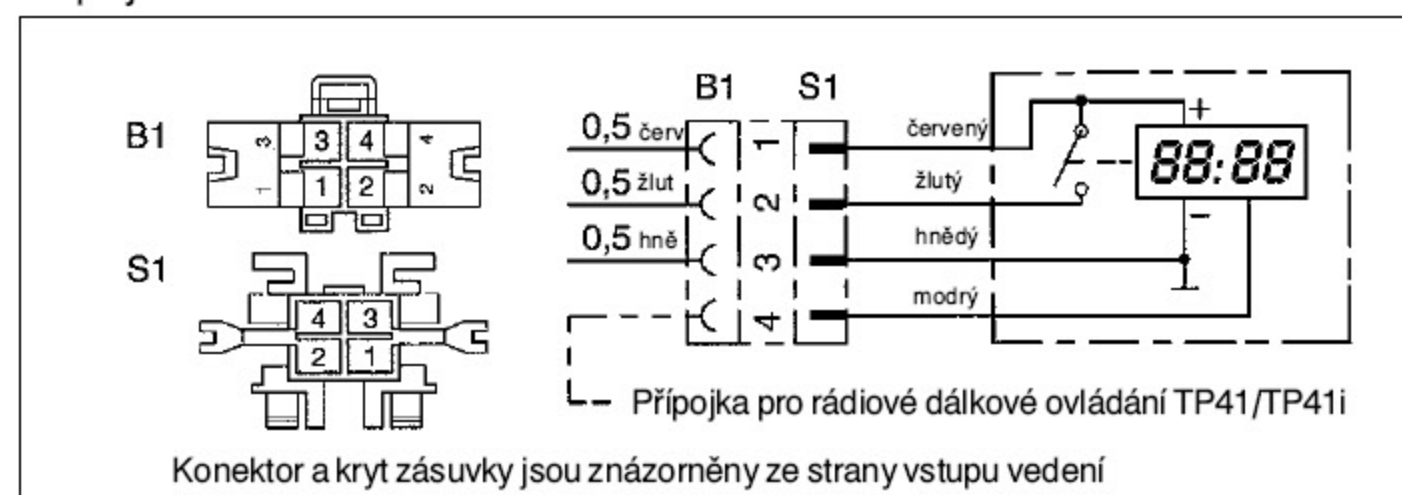 B1
3 4
1 2
3
1
4
2
S1
4 3
2 1
B1 S1
0,5 červ 1 červený
0,5 žlut 2 žlutý
0,5 hně 3 hnědý
4 modrý
+
88:88
−
Přípojka pro rádiové dálkové ovládání TP41/TP41i
Konektor a kryt zásuvky jsou znázorněny ze strany vstupu vedení